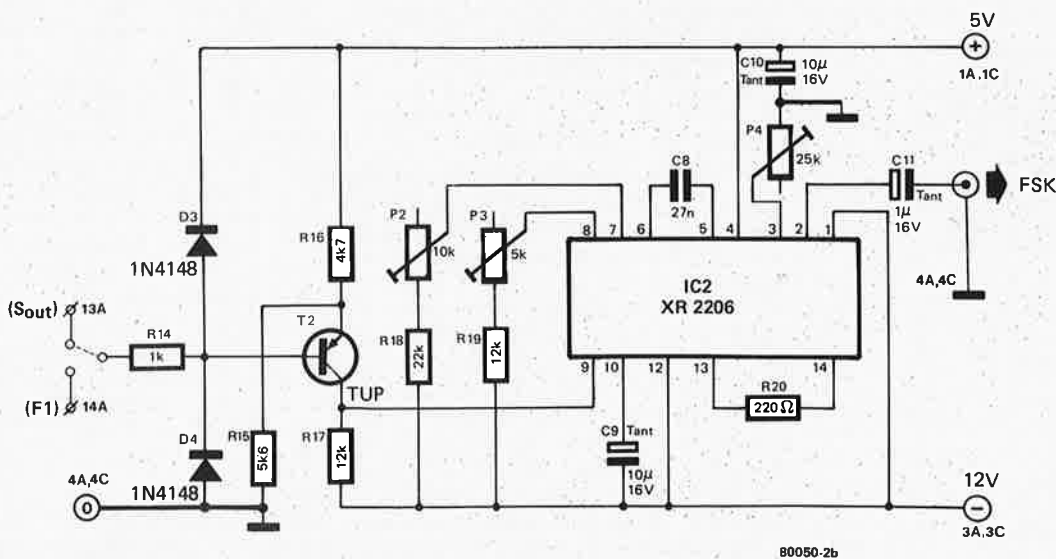 5V
+
1A,1C
C10
Tant
10µ
16V
P4
25k
C8
27n
C11
Tant
1µ
16V
FSK
4A,4C
D3
1N4148
R16
4k7
P2
10k
P3
5k
8 7 6 5 4 3 2 1
IC2
XR 2206
9 10 12 13 14
(Sout) 13A
R14
1k
T2
TUP
R18
22k
R19
12k
R20
220 Ω
(F1) 14A
D4
1N4148
R15
5k6
R17
12k
C9 Tant
10µ
16V
4A,4C
0
12V
−
3A,3C
80050-2b